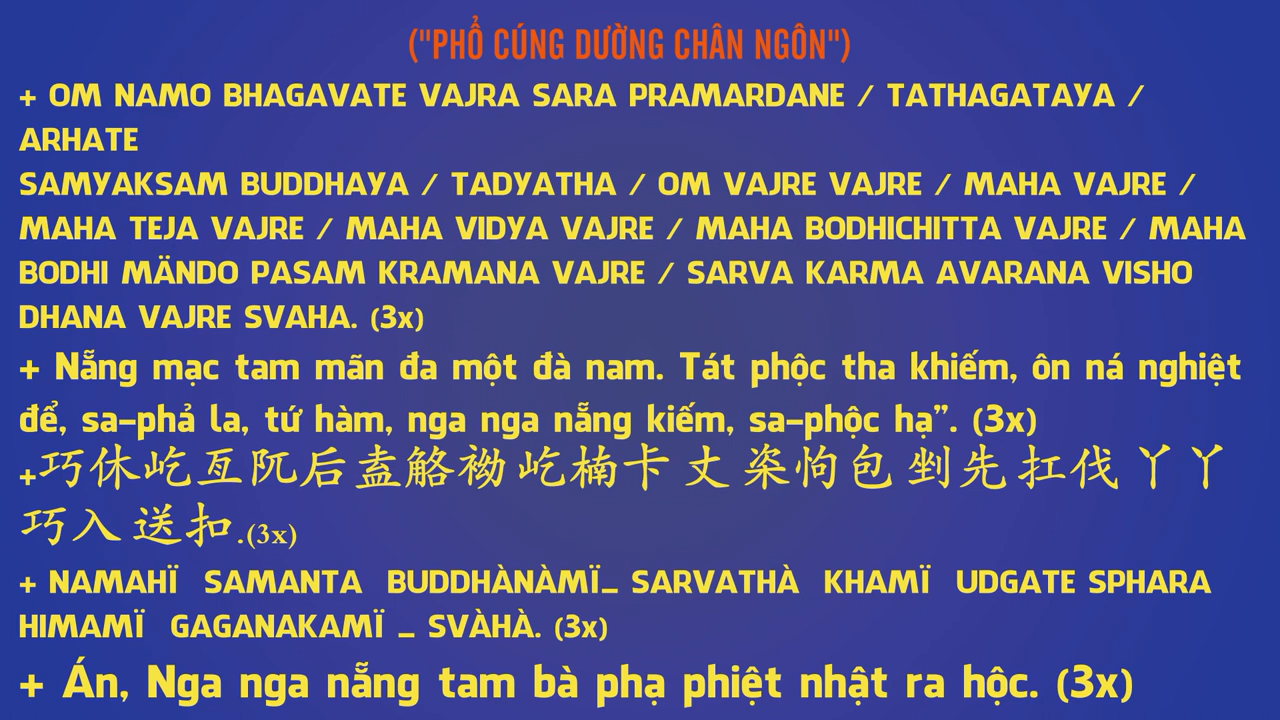 ("PHỔ CÚNG DƯỜNG CHÂN NGÔN")
+ OM NAMO BHAGAVATE VAJRA SARA PRAMARDANE / TATHAGATAYA /
ARHATE
SAMYAKSAM BUDDHAYA / TADYATHA / OM VAJRE VAJRE / MAHA VAJRE /
MAHA TEJA VAJRE / MAHA VIDYA VAJRE / MAHA BODHICHITTA VAJRE / MAHA
BODHI MÄNDO PASAM KRAMANA VAJRE / SARVA KARMA AVARANA VISHO
DHANA VAJRE SVAHA. (3x)
+ Nẵng mạc tam mãn đa một đà nam. Tát phộc tha khiếm, ôn ná nghiệt
để, sa-phả la, tứ hàm, nga nga nẵng kiếm, sa-phộc hạ”. (3x)
+巧休屹亙阢后盍觡袎屹楠卡丈栥怐包剉先扛伐丫丫
巧入送扣.(3x)
+ NAMAHÏ SAMANTA BUDDHÀNÀMÏ_ SARVATHÀ KHAMÏ UDGATE SPHARA
HIMAMÏ GAGANAKAMÏ _ SVÀHÀ. (3x)
+ Án, Nga nga nẵng tam bà phạ phiệt nhật ra hộc. (3x)